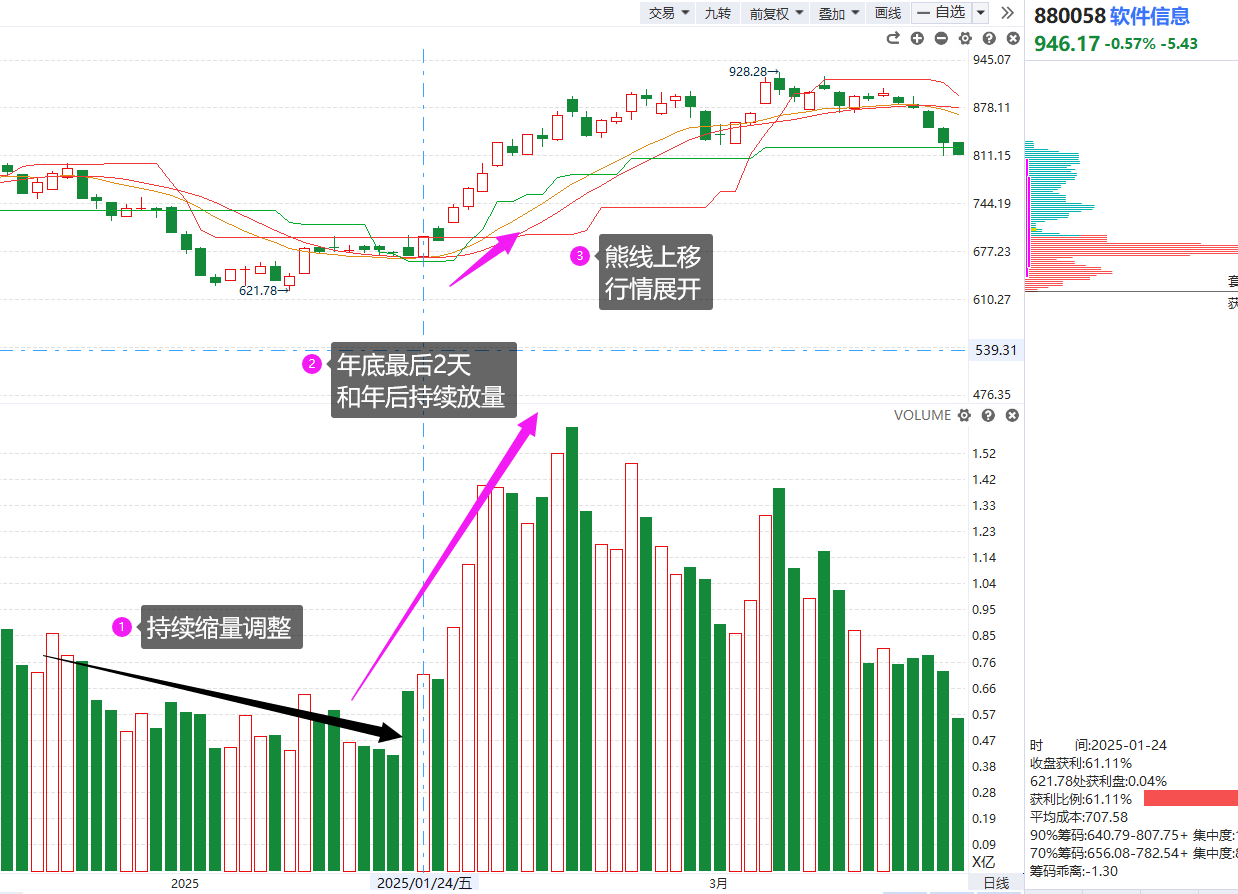 交易 九转 前复权 叠加 画线 一 自选
880058 软件信息
946.17 -0.57% -5.43
928.28→
621.78→
945.07
878.11
811.15
744.19
677.23
610.27
539.31
476.35
套
获
3
熊线上移
行情展开
2
年底最后2天
和年后持续放量
1
持续缩量调整
VOLUME
1.52
1.42
1.33
1.23
1.14
1.04
0.95
0.85
0.76
0.66
0.57
0.47
0.38
0.28
0.19
0.09
X亿
时 间:2025-01-24
收盘获利:61.11%
621.78处获利盘:0.04%
获利比例:61.11%
平均成本:707.58
90%筹码:640.79-807.75+ 集中度:
70%筹码:656.08-782.54+ 集中度:
筹码乖离:-1.30
2025 2025/01/24/五 3月 日线